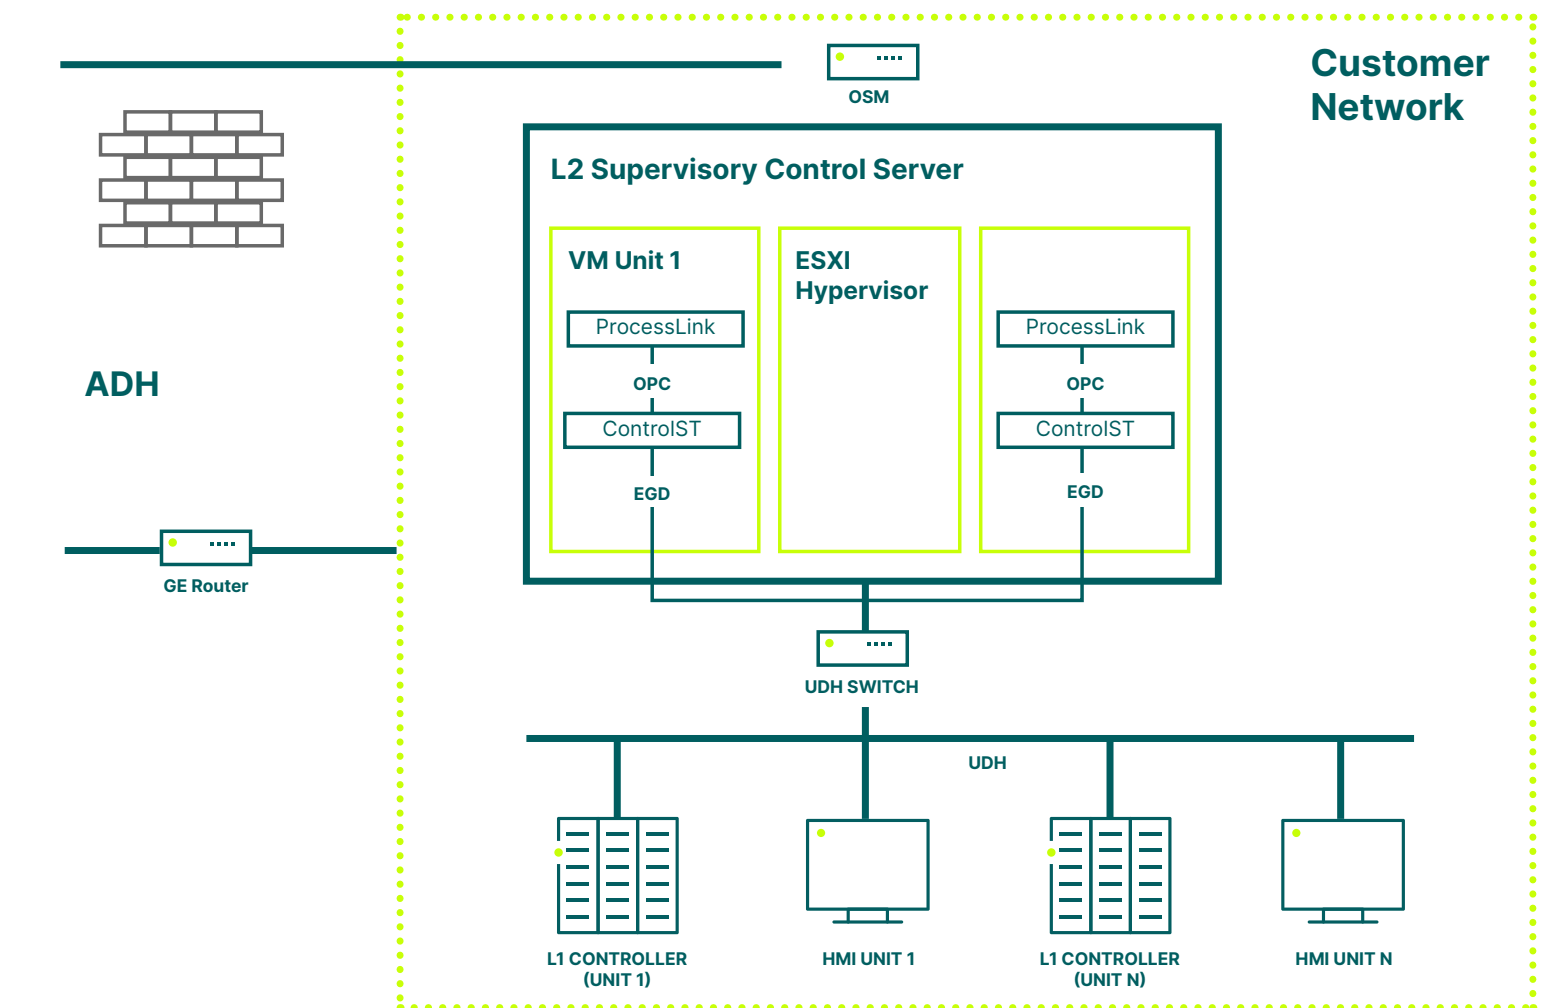 Customer
Network
OSM
L2 Supervisory Control Server
VM Unit 1
ESXI
Hypervisor
ProcessLink
ProcessLink
OPC
OPC
ADH
ControlST
ControlST
EGD
EGD
GE Router
UDH SWITCH
UDH
L1 CONTROLLER
(UNIT 1)
HMI UNIT 1
L1 CONTROLLER
(UNIT N)
HMI UNIT N